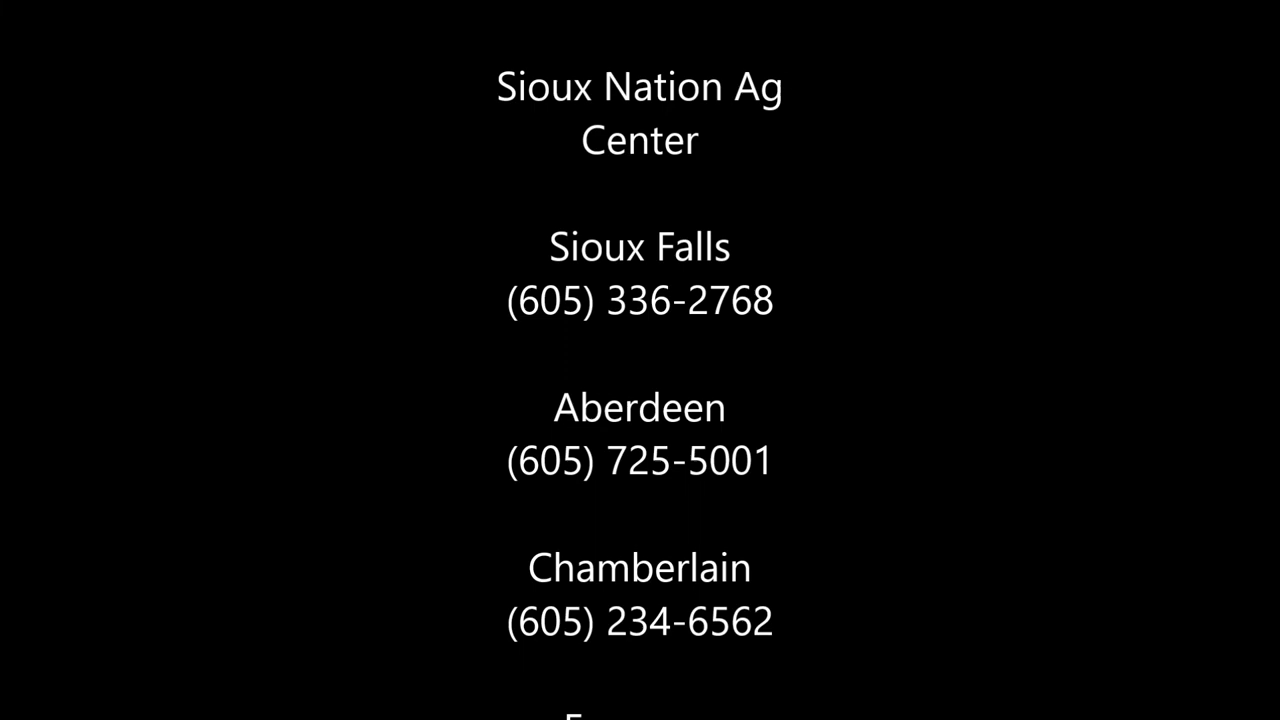 Sioux Nation Ag
Center
Sioux Falls
(605) 336-2768
Aberdeen
(605) 725-5001
Chamberlain
(605) 234-6562